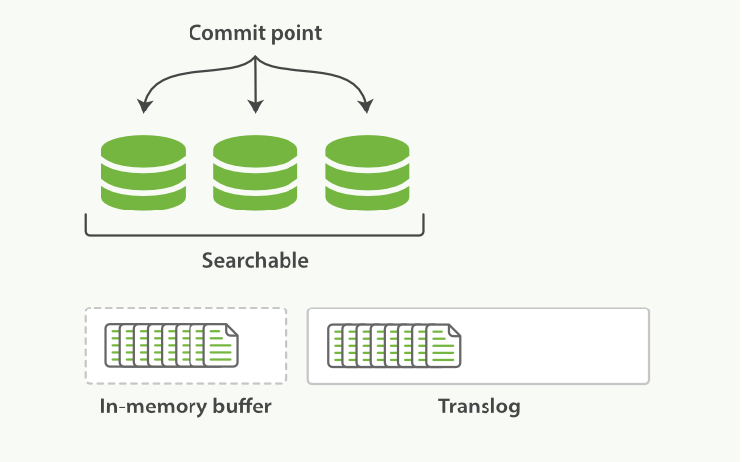 Commit point
Searchable
In-memory buffer
Translog